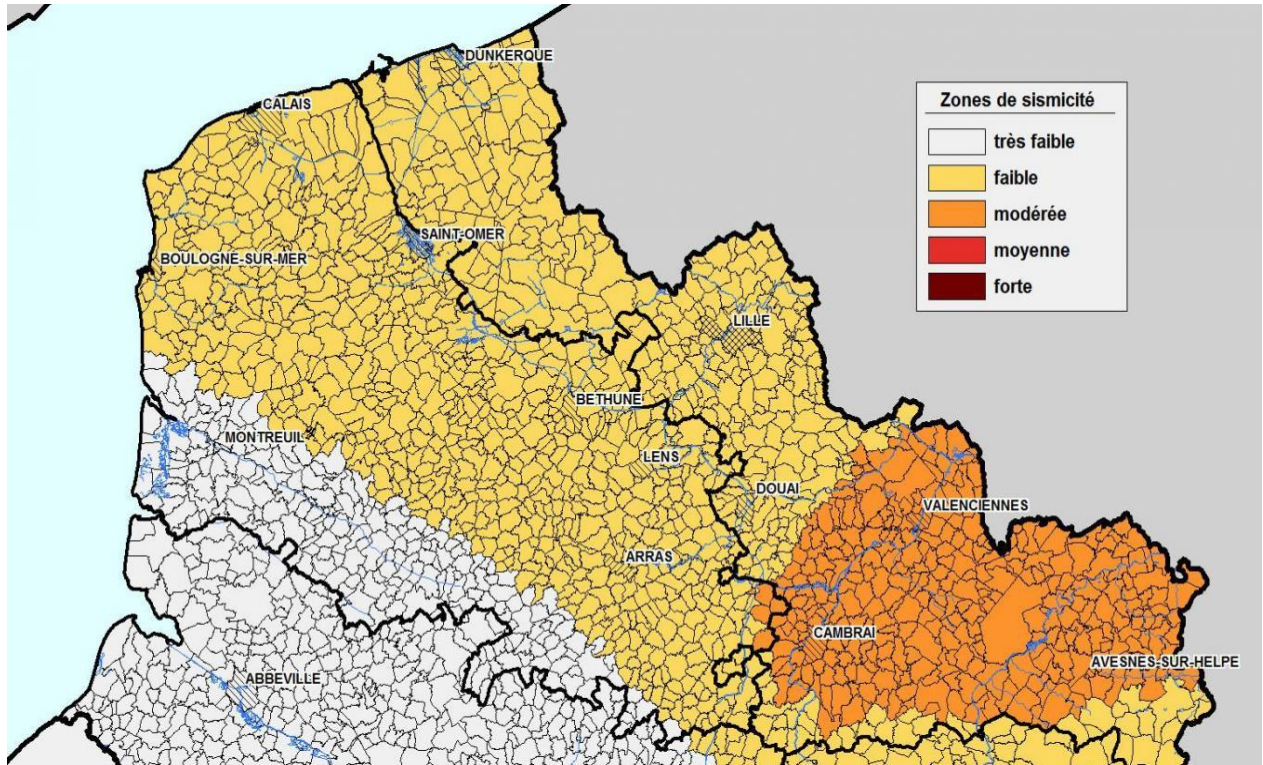 DUNKERQUE
CALAIS
Zones de sismicité
très faible
faible
modérée
moyenne
forte
SAINT-OMER
BOULOGNE-SUR-MER
LILLE
BETHUNE
MONTREUIL
LENS
DOUAI
VALENCIENNES
ARRAS
CAMBRAI
AVESNES-SUR-HELPE
ABBEVILLE